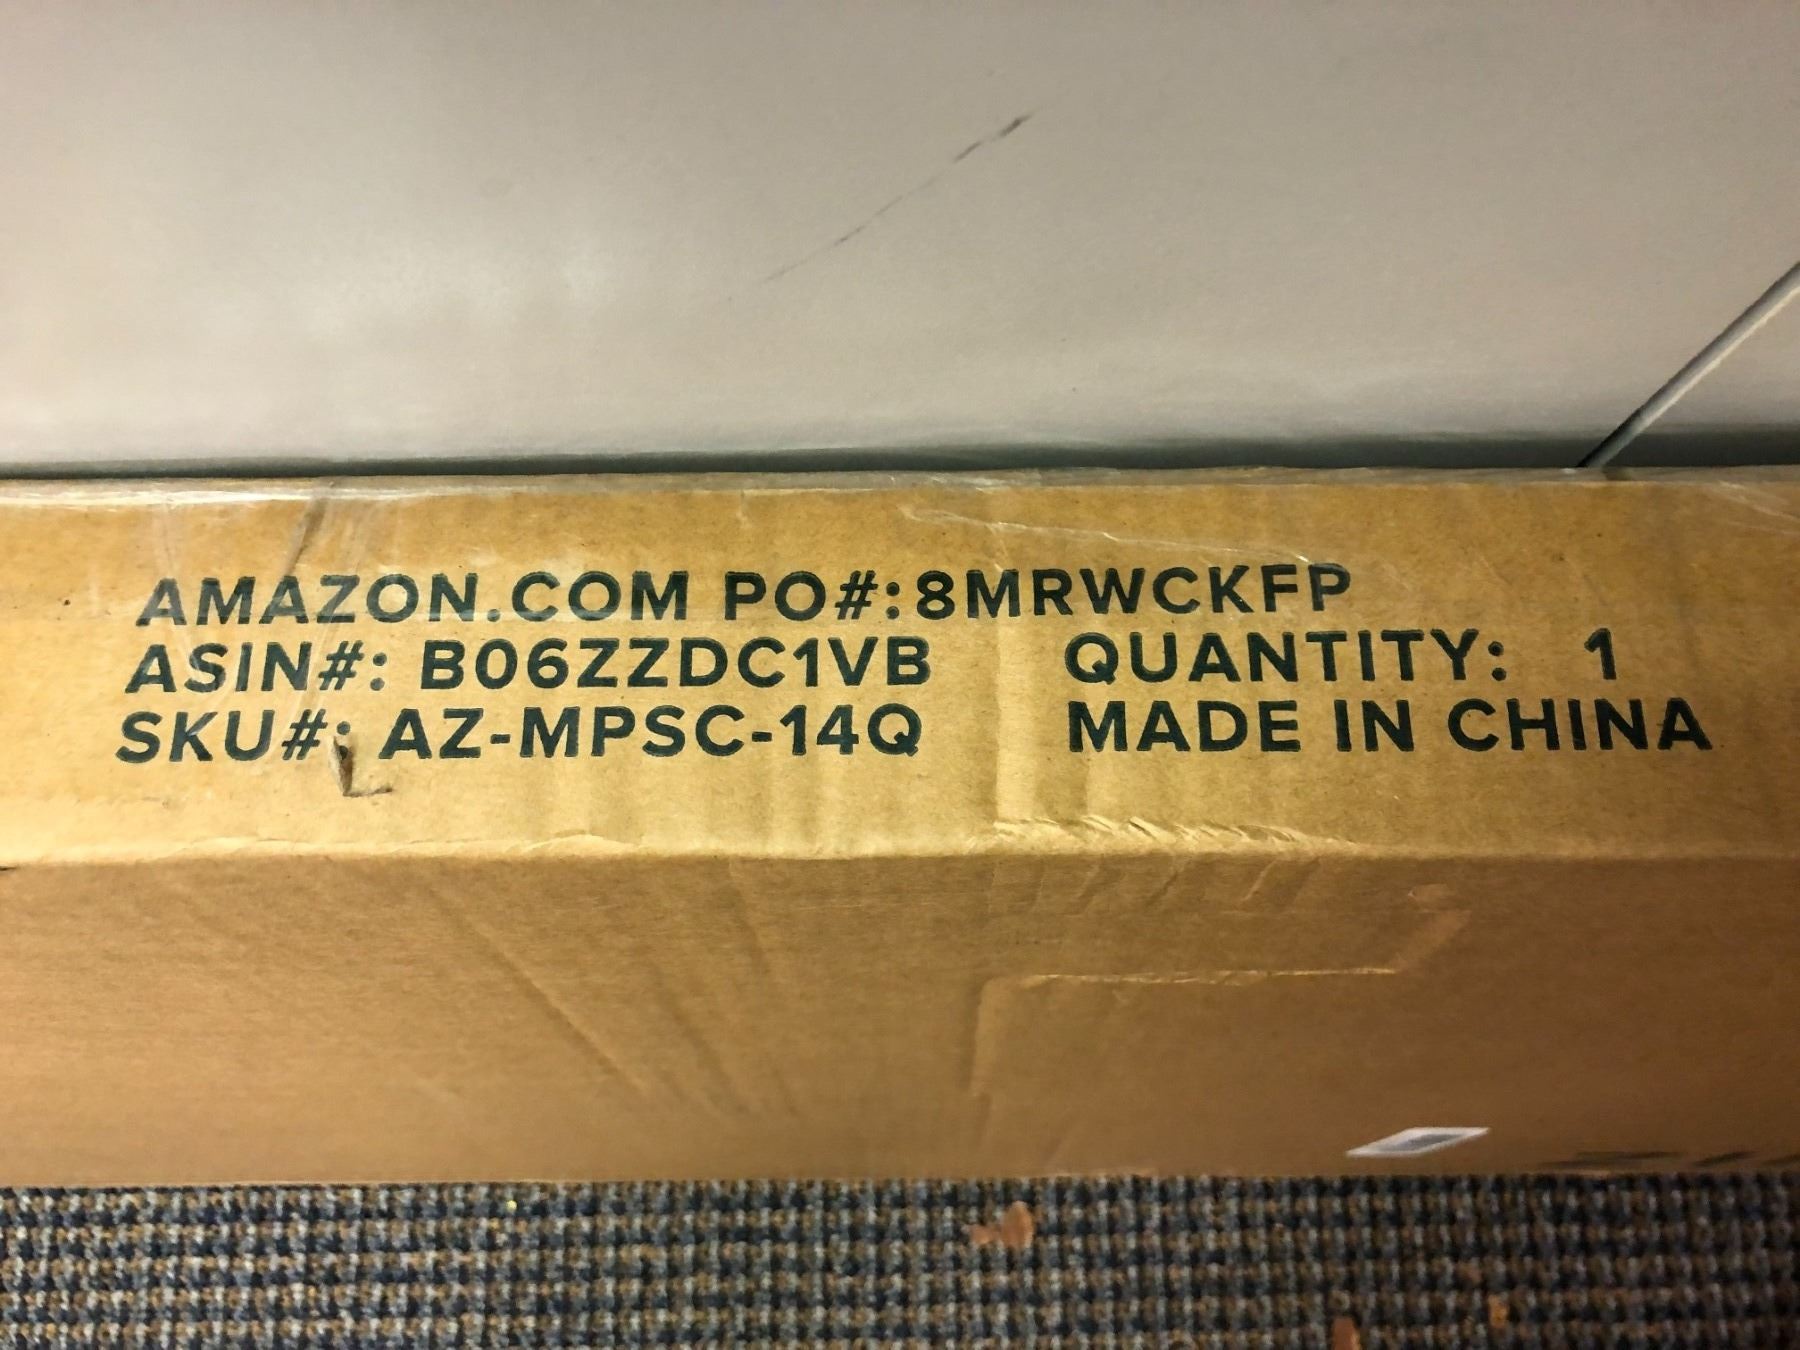 AMAZON.COM PO#:8MRWCKFP
ASIN#: B06ZZDC1VB QUANTITY: 1
SKU#: AZ-MPSC-14Q MADE IN CHINA